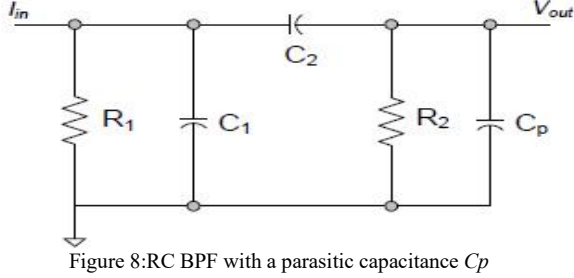 Iin
Vout
C2
R1
C1
R2
Cp
Figure 8:RC BPF with a parasitic capacitance Cp